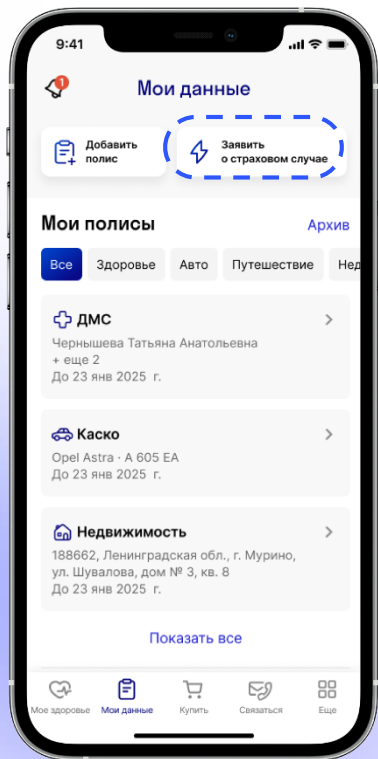 9:41
1
Мои данные
Добавить
полис
Заявить
о страховом случае
Мои полисы
Архив
Все
Здоровье
Авто
Путешествие
Нед
ДМС
Чернышева Татьяна Анатольевна
+ еще 2
До 23 янв 2025 г.
Каско
Opel Astra · А 605 ЕА
До 23 янв 2025 г.
Недвижимость
188662, Ленинградская обл., г. Мурино,
ул. Шувалова, дом № 3, кв. 8
До 23 янв 2025 г.
Показать все
Мое здоровье
Мои данные
Купить
Связаться
Еще